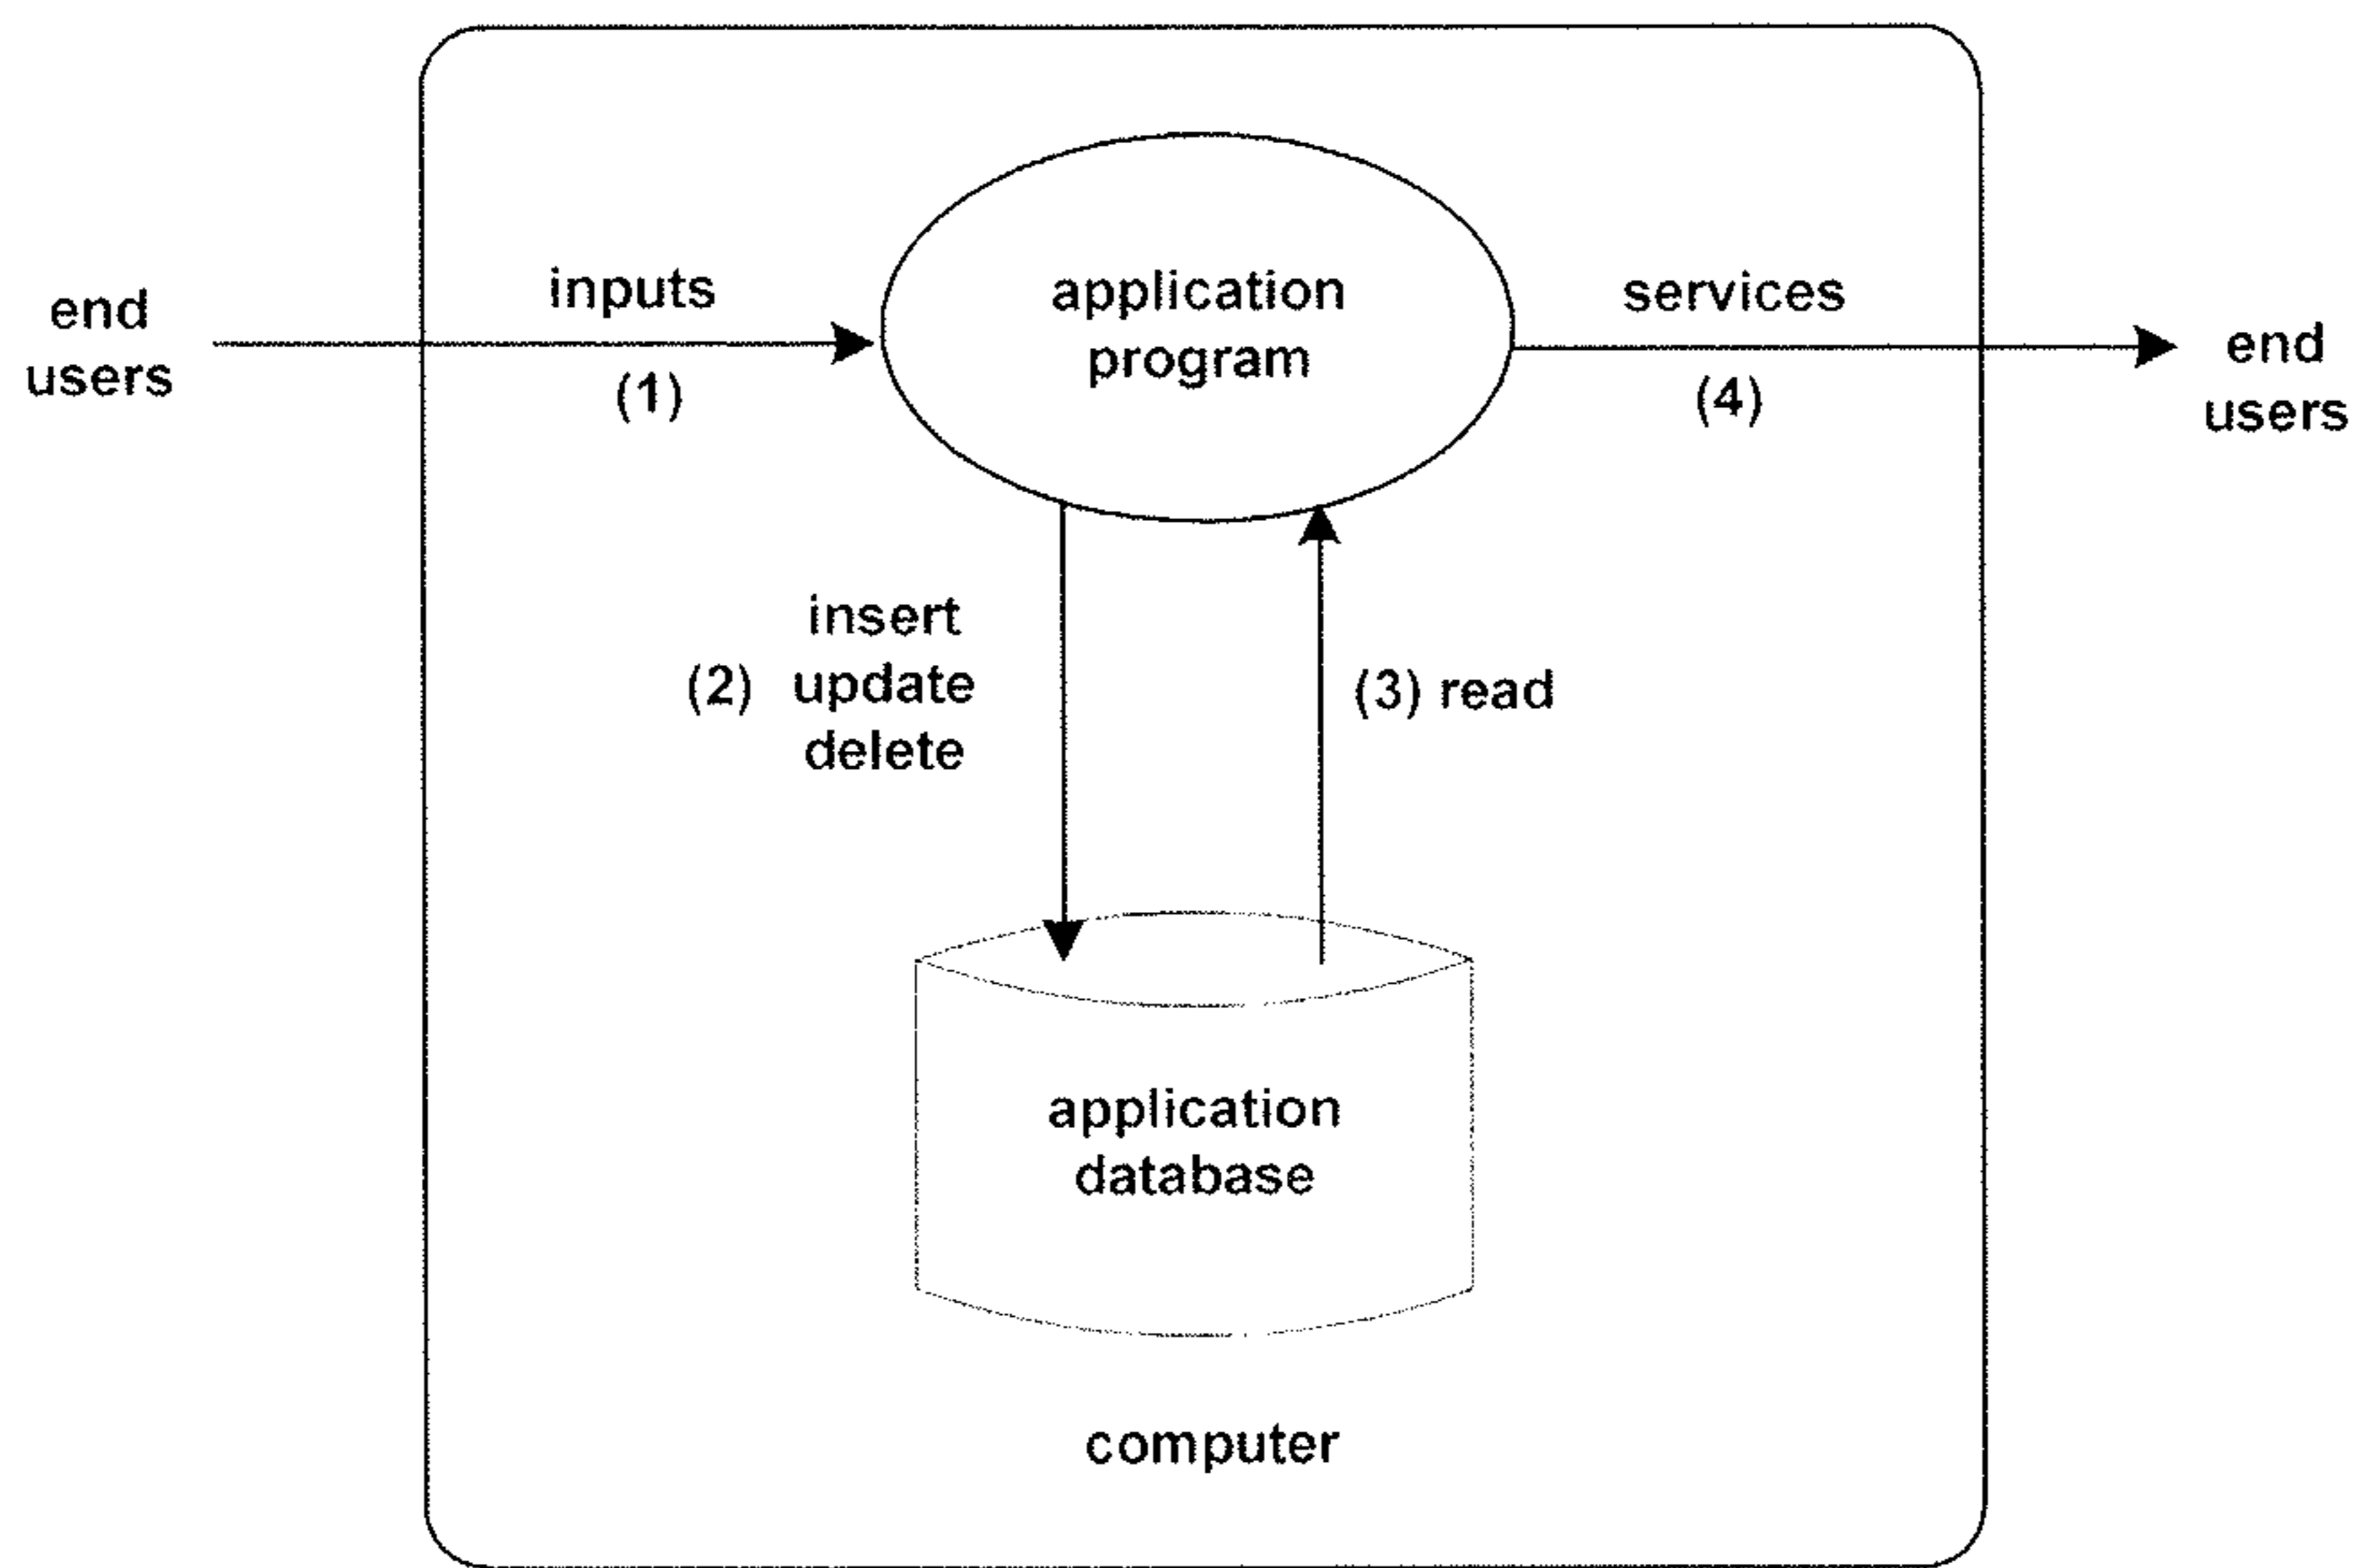 end
users
inputs
(1)
application
program
services
(4)
end
users
insert
(2) update
delete
(3) read
application
database
computer